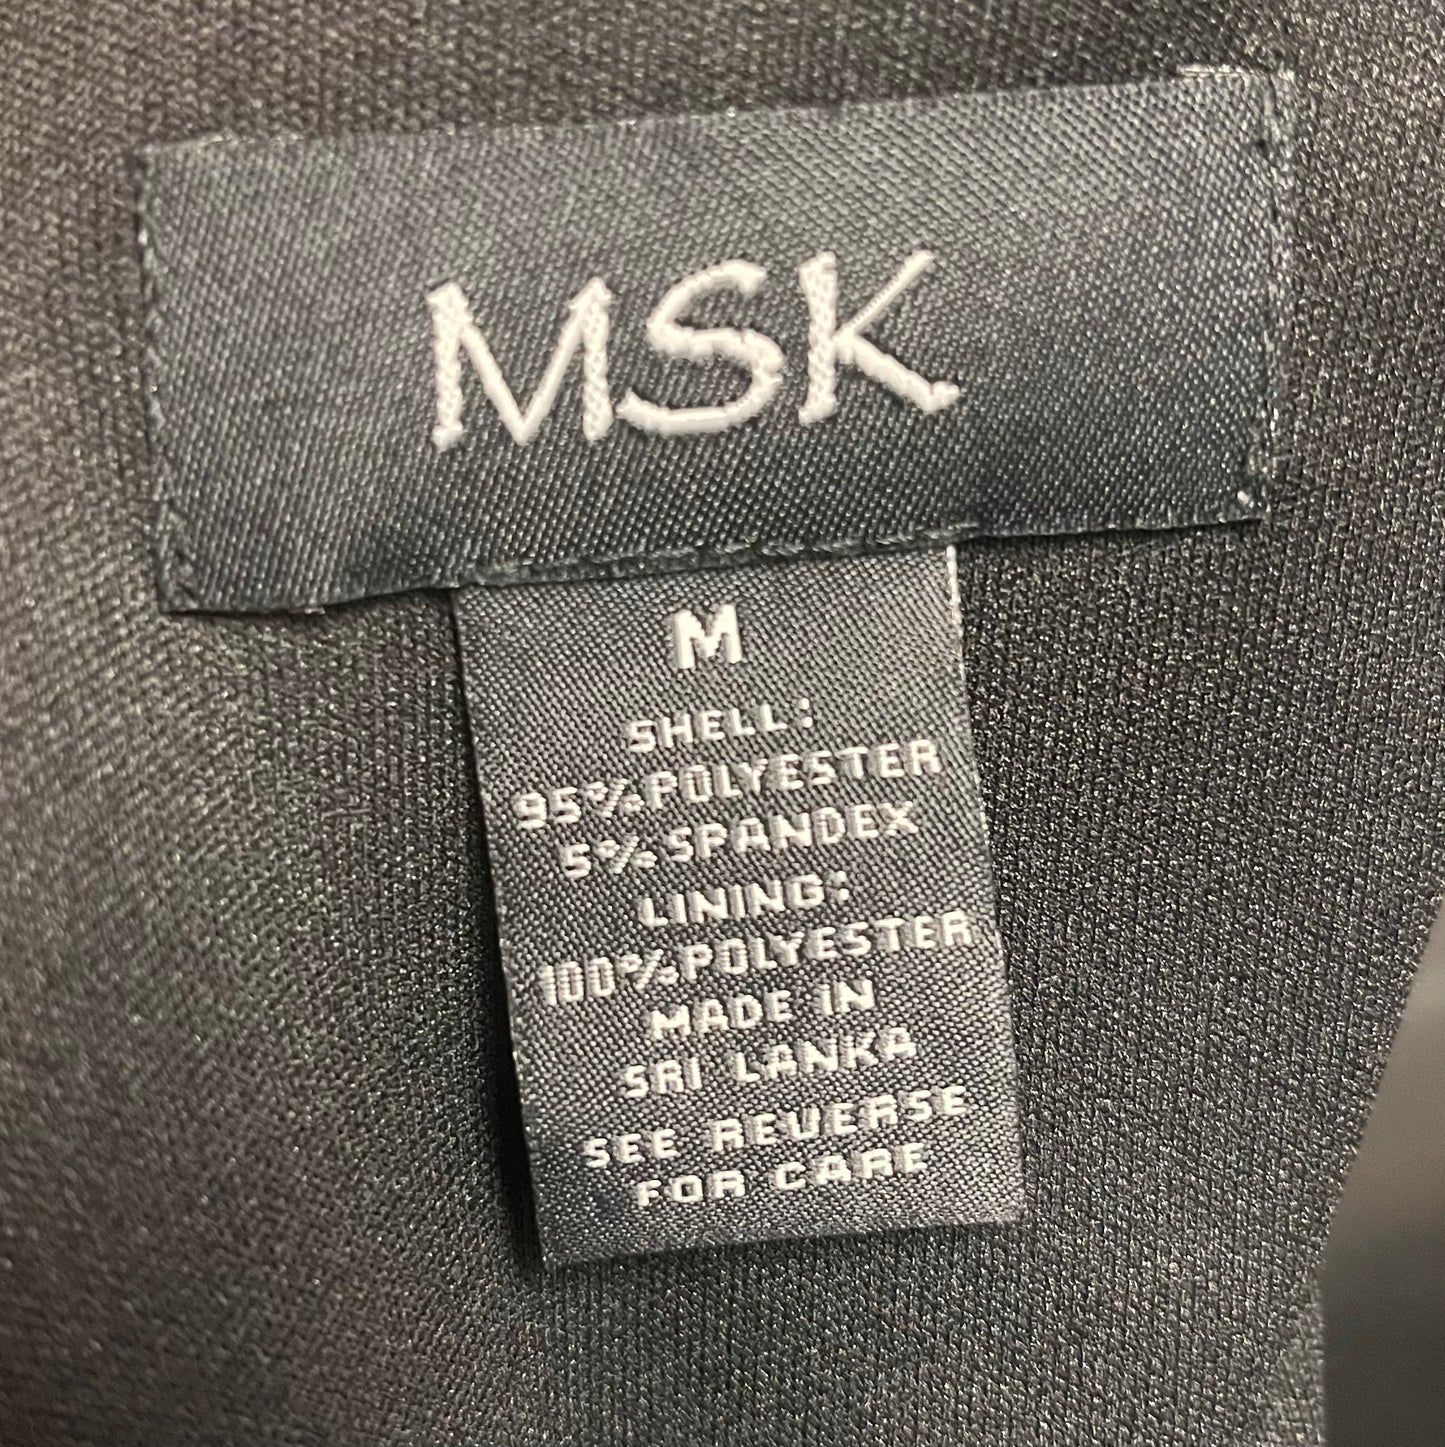 MSK
M
SHELL:
95%POLYESTER
5%SPANDEX
LINING:
100%POLYESTER
MADE IN
SRI LANKA
SEE REVERSE
FOR CARE